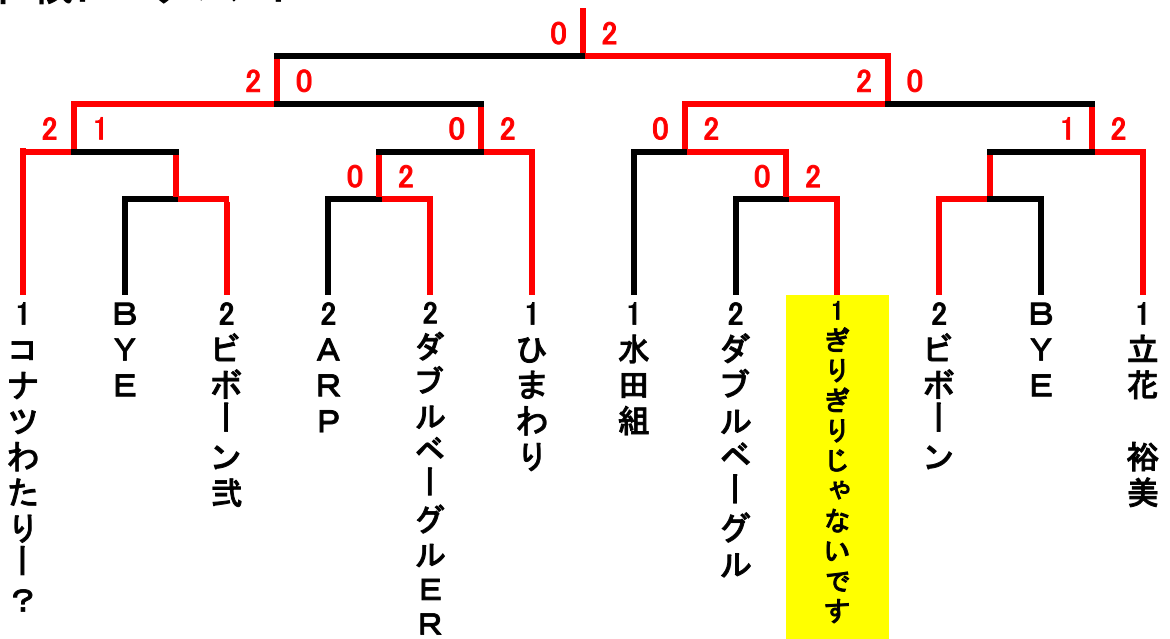 0 2
2 0 2 0
2 1 0 2 0 2 1 2
0 2 0 2
1コナツわたりー?
BYE
2ビボーン弐
2ARP
2ダブルベーグルER
1ひまわり
1水田組
2ダブルベーグル
1ぎりぎりじゃないです
2ビボーン
BYE
1立花 裕美